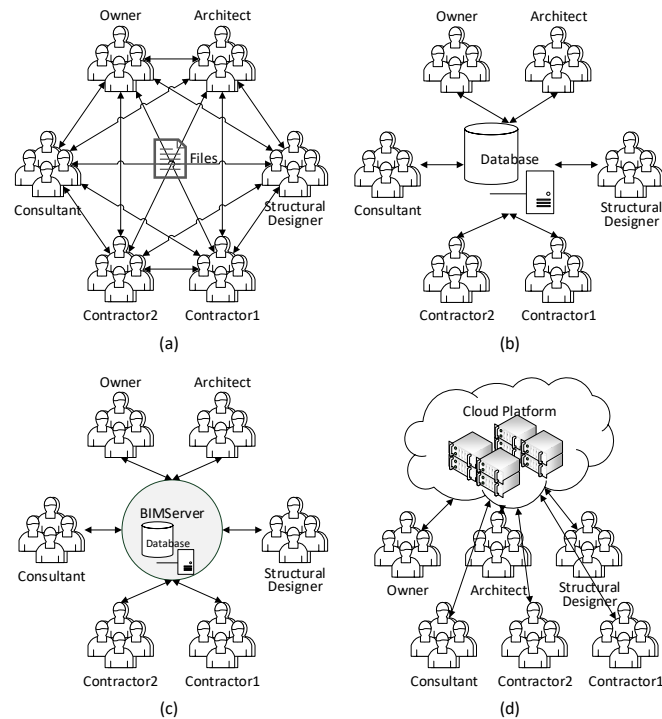 Owner
Architect
Files
Consultant
Structural
Designer
Contractor2
Contractor1
(a)
Owner
Architect
Database
Consultant
Structural
Designer
Contractor2
Contractor1
(b)
Owner
Architect
BIMServer
Database
Consultant
Structural
Designer
Contractor2
Contractor1
(c)
Cloud Platform
Owner
Architect
Structural
Designer
Consultant
Contractor2
Contractor1
(d)